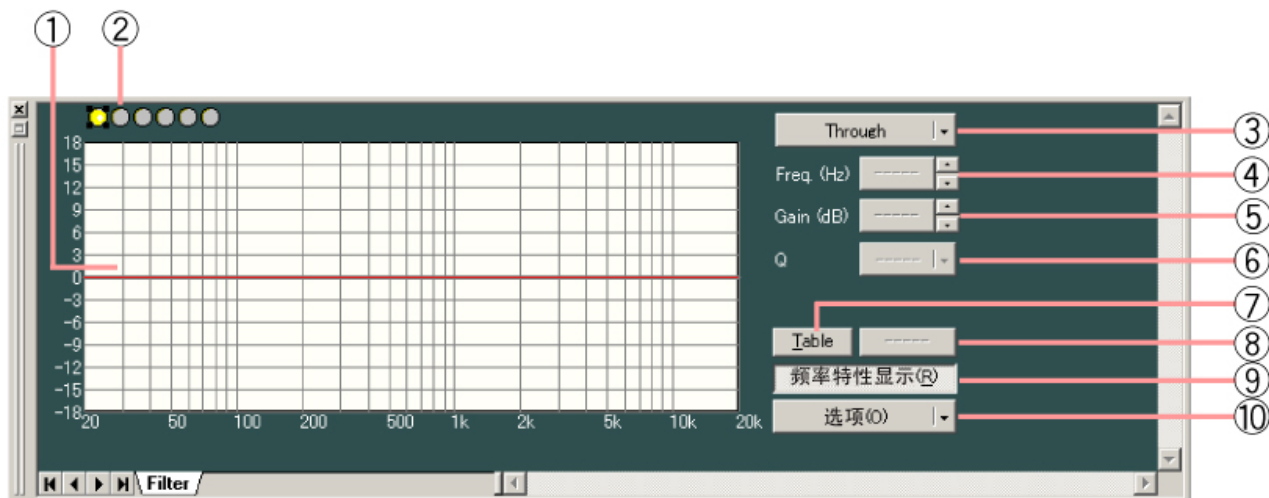 ① ②
③ Through
④ Freq. (Hz) -----
⑤ Gain (dB) -----
⑥ Q -----
⑦
Table ----- ⑧
频率特性显示(R) ⑨
选项(O) ⑩
18
15
12
9
6
3
0
-3
-6
-9
-12
-15
-18
20 50 100 200 500 1k 2k 5k 10k 20k
Filter